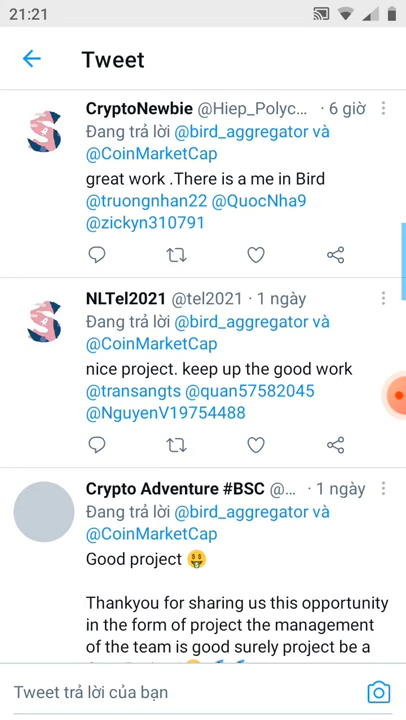 21:21
Tweet
CryptoNewbie @Hiep_Polyc... · 6 giờ
Đang trả lời @bird_aggregator và
@CoinMarketCap
great work .There is a me in Bird
@truongnhan22 @QuocNha9
@zickyn310791
NLTel2021 @tel2021 · 1 ngày
Đang trả lời @bird_aggregator và
@CoinMarketCap
nice project. keep up the good work
@transangts @quan57582045
@NguyenV19754488
Crypto Adventure #BSC @... · 1 ngày
Đang trả lời @bird_aggregator và
@CoinMarketCap
Good project 🤑
Thankyou for sharing us this opportunity
in the form of project the management
of the team is good surely project be a
Tweet trả lời của bạn